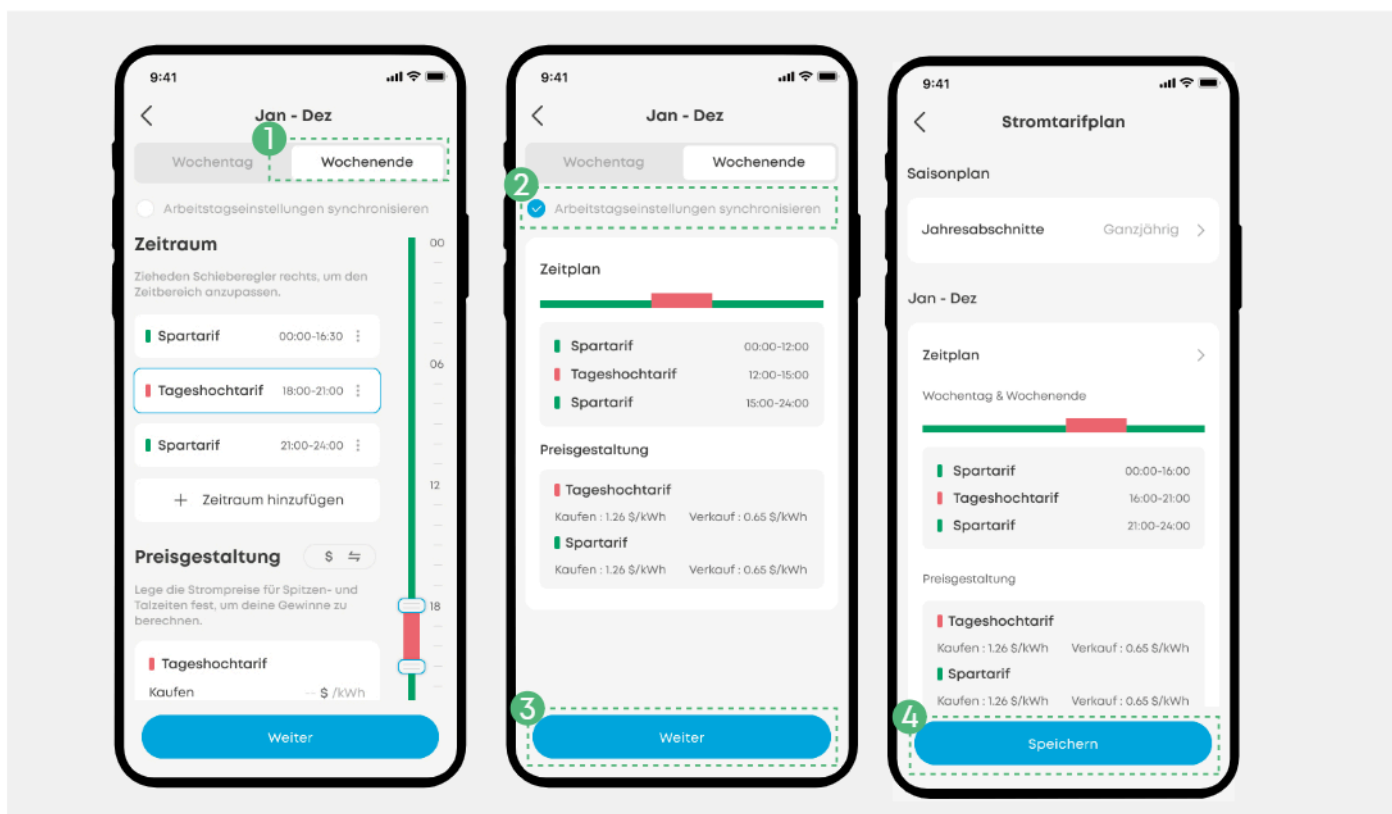 9:41
Jan - Dez
1
Wochentag
Wochenende
Arbeitstagseinstellungen synchronisieren
Zeitraum
Zieheden Schieberegler rechts, um den
Zeitbereich anzupassen.
Spartarif 00:00-16:30
Tageshochtarif 18:00-21:00
Spartarif 21:00-24:00
+ Zeitraum hinzufügen
00
06
12
18
Preisgestaltung
$ ⇋
Lege die Strompreise für Spitzen- und
Talzeiten fest, um deine Gewinne zu
berechnen.
Tageshochtarif
Kaufen -- $ /kWh
Weiter
9:41
Jan - Dez
Wochentag
Wochenende
2
Arbeitstagseinstellungen synchronisieren
Zeitplan
Spartarif 00:00-12:00
Tageshochtarif 12:00-15:00
Spartarif 15:00-24:00
Preisgestaltung
Tageshochtarif
Kaufen : 1.26 $/kWh Verkauf : 0.65 $/kWh
Spartarif
Kaufen : 1.26 $/kWh Verkauf : 0.65 $/kWh
3
Weiter
9:41
Stromtarifplan
Saisonplan
Jahresabschnitte Ganzjährig
Jan - Dez
Zeitplan
Wochentag & Wochenende
Spartarif 00:00-16:00
Tageshochtarif 16:00-21:00
Spartarif 21:00-24:00
Preisgestaltung
Tageshochtarif
Kaufen : 1.26 $/kWh Verkauf : 0.65 $/kWh
Spartarif
Kaufen : 1.26 $/kWh Verkauf : 0.65 $/kWh
4
Speichern